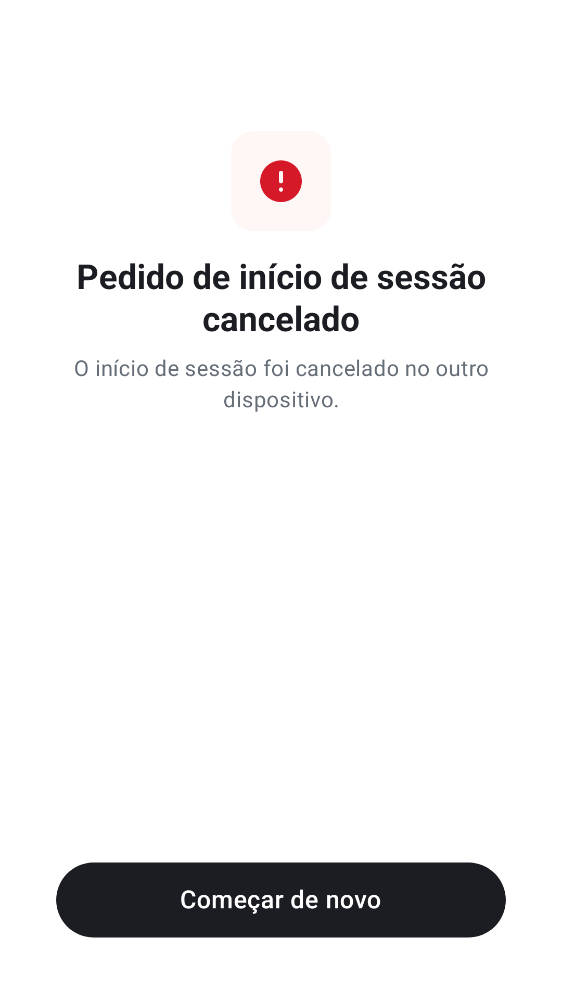 Pedido de início de sessão
cancelado
O início de sessão foi cancelado no outro
dispositivo.
Começar de novo